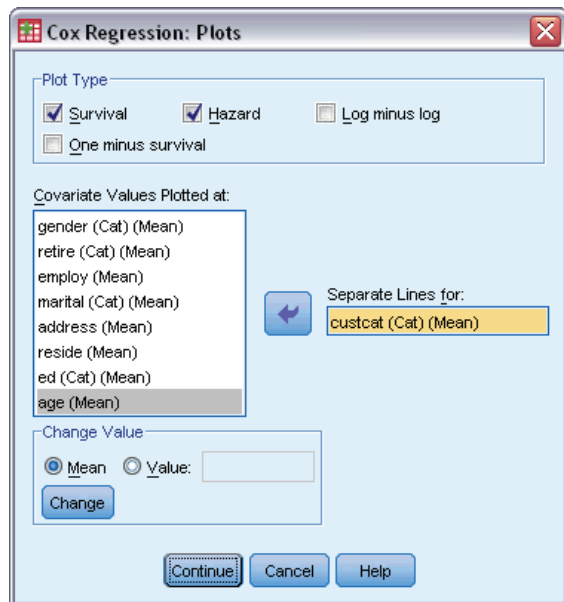 Cox Regression: Plots
Plot Type
Survival Hazard Log minus log
One minus survival
Covariate Values Plotted at:
gender (Cat) (Mean)
retire (Cat) (Mean)
employ (Mean)
marital (Cat) (Mean)
address (Mean)
reside (Mean)
ed (Cat) (Mean)
age (Mean)
Separate Lines for:
custcat (Cat) (Mean)
Change Value
Mean Value:
Change
Continue Cancel Help